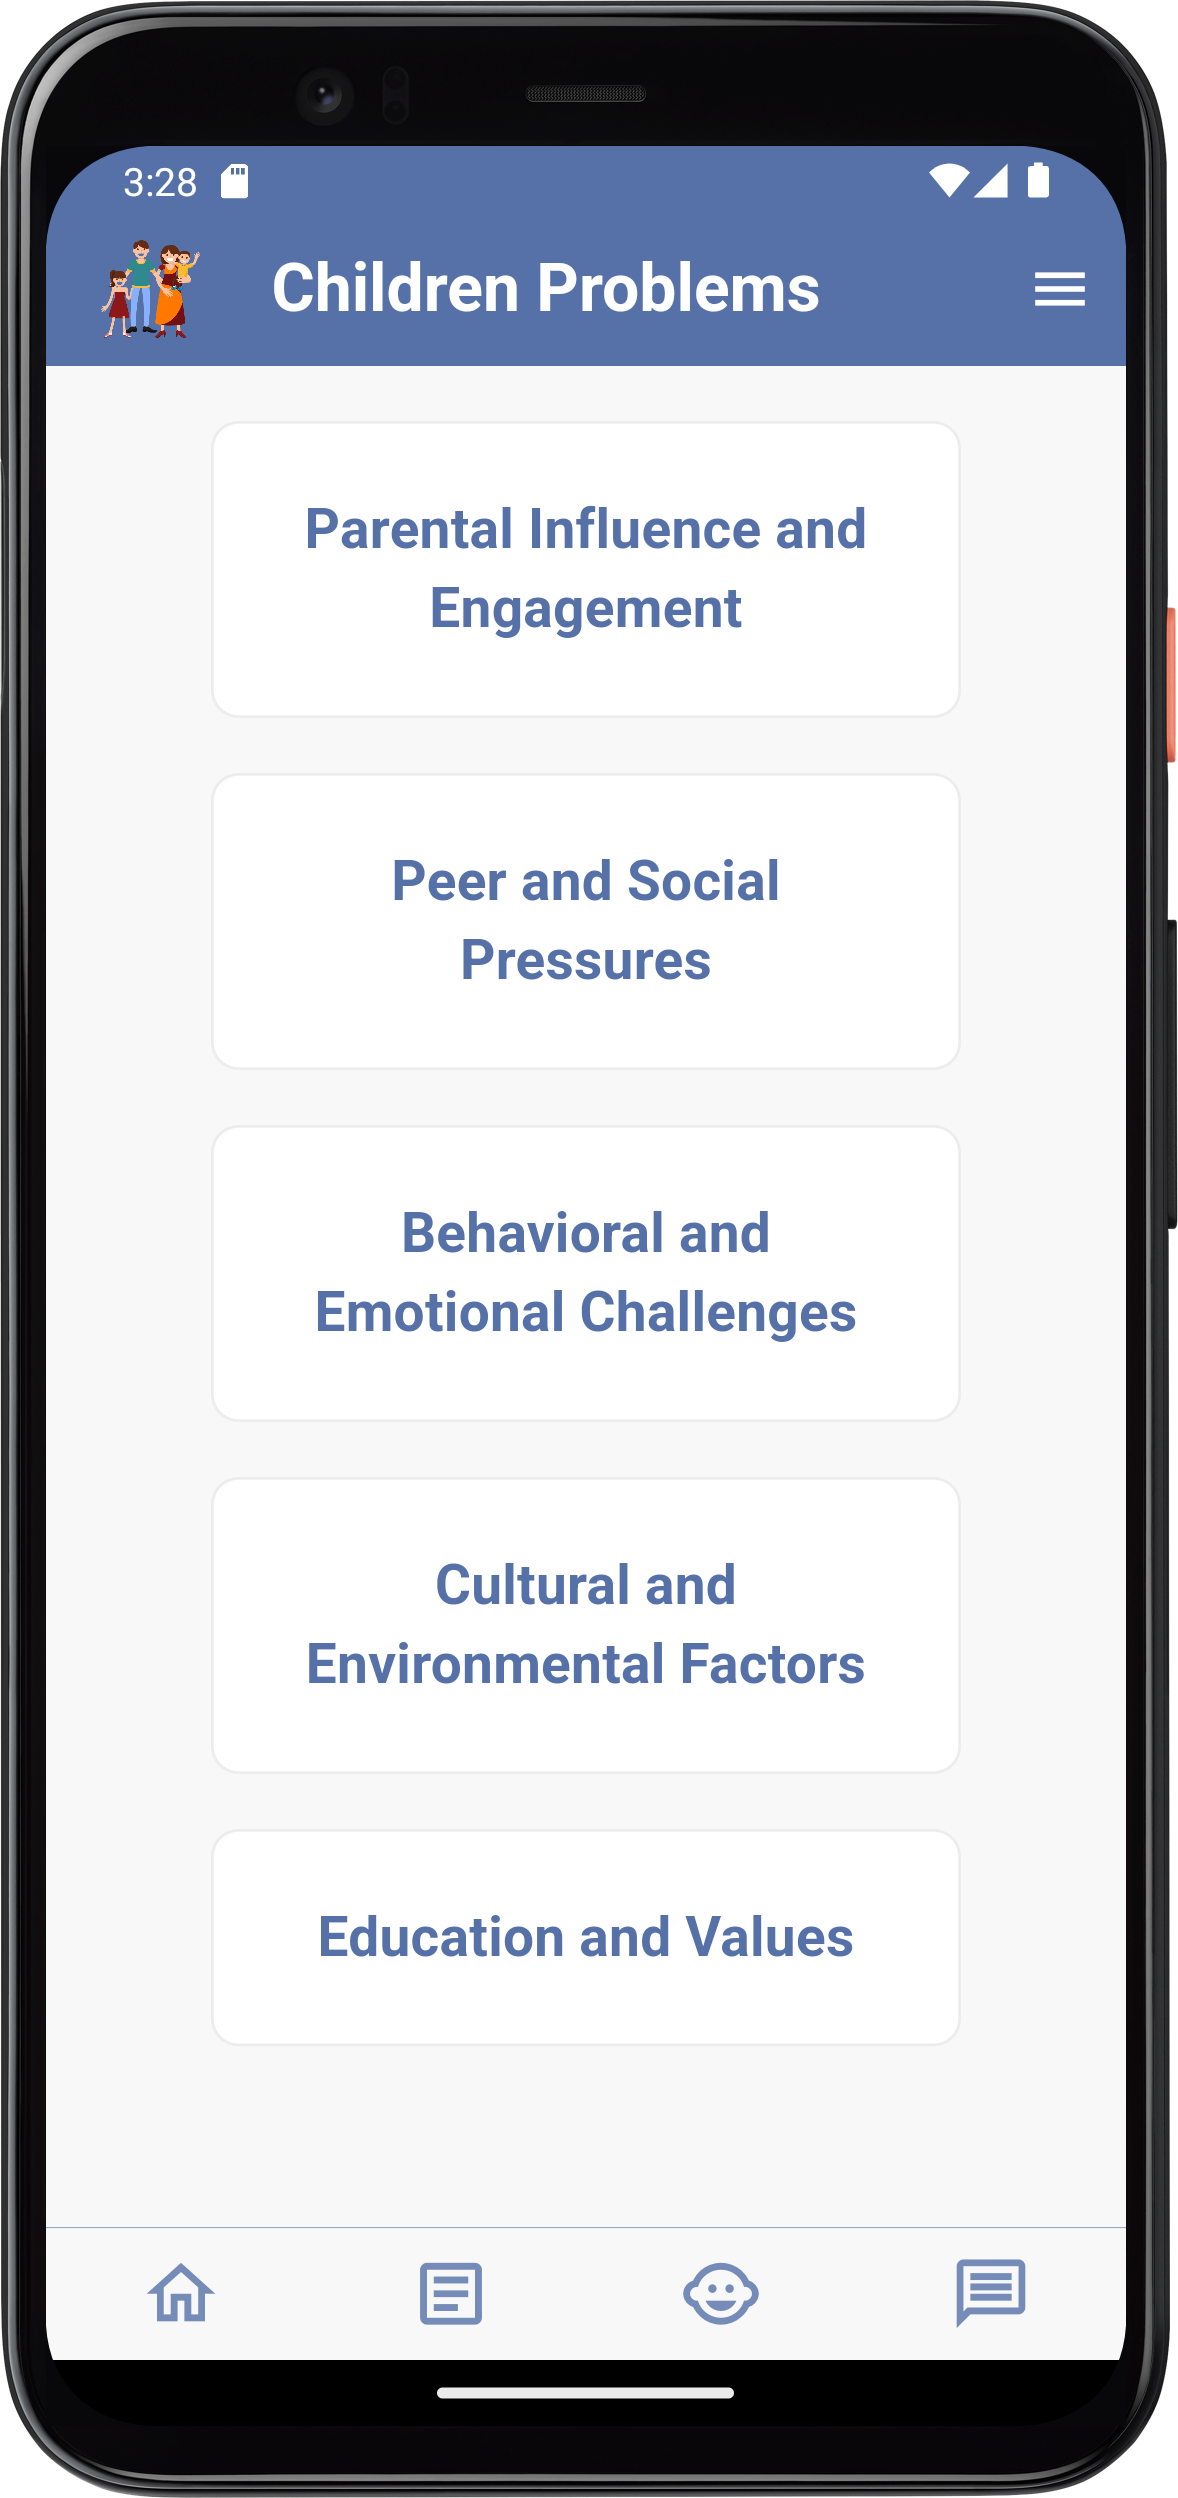 3:28
Children Problems
Parental Influence and
Engagement
Peer and Social
Pressures
Behavioral and
Emotional Challenges
Cultural and
Environmental Factors
Education and Values